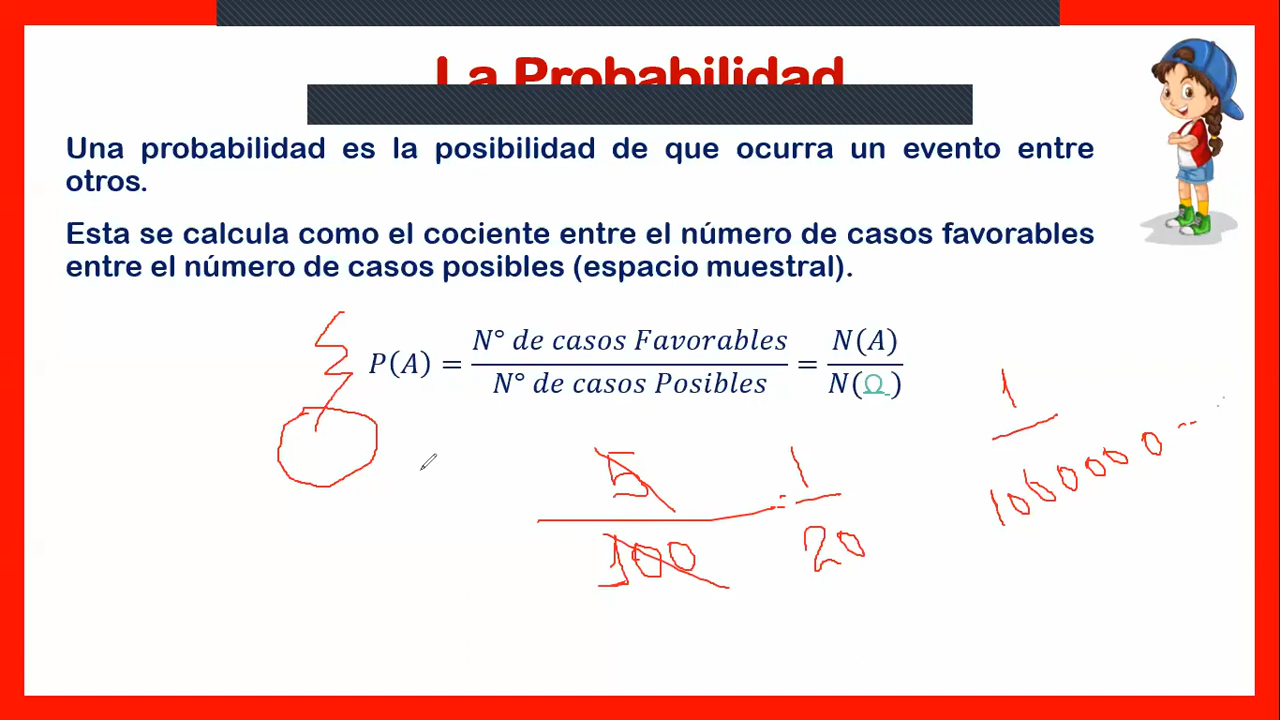 La Probabilidad
Una probabilidad es la posibilidad de que ocurra un evento entre
otros.
Esta se calcula como el cociente entre el número de casos favorables
entre el número de casos posibles (espacio muestral).
P(A) = N° de casos Favorables / N° de casos Posibles = N(A) / N(Ω )
5 / 100 = 1 / 20
1 / 1000000 --